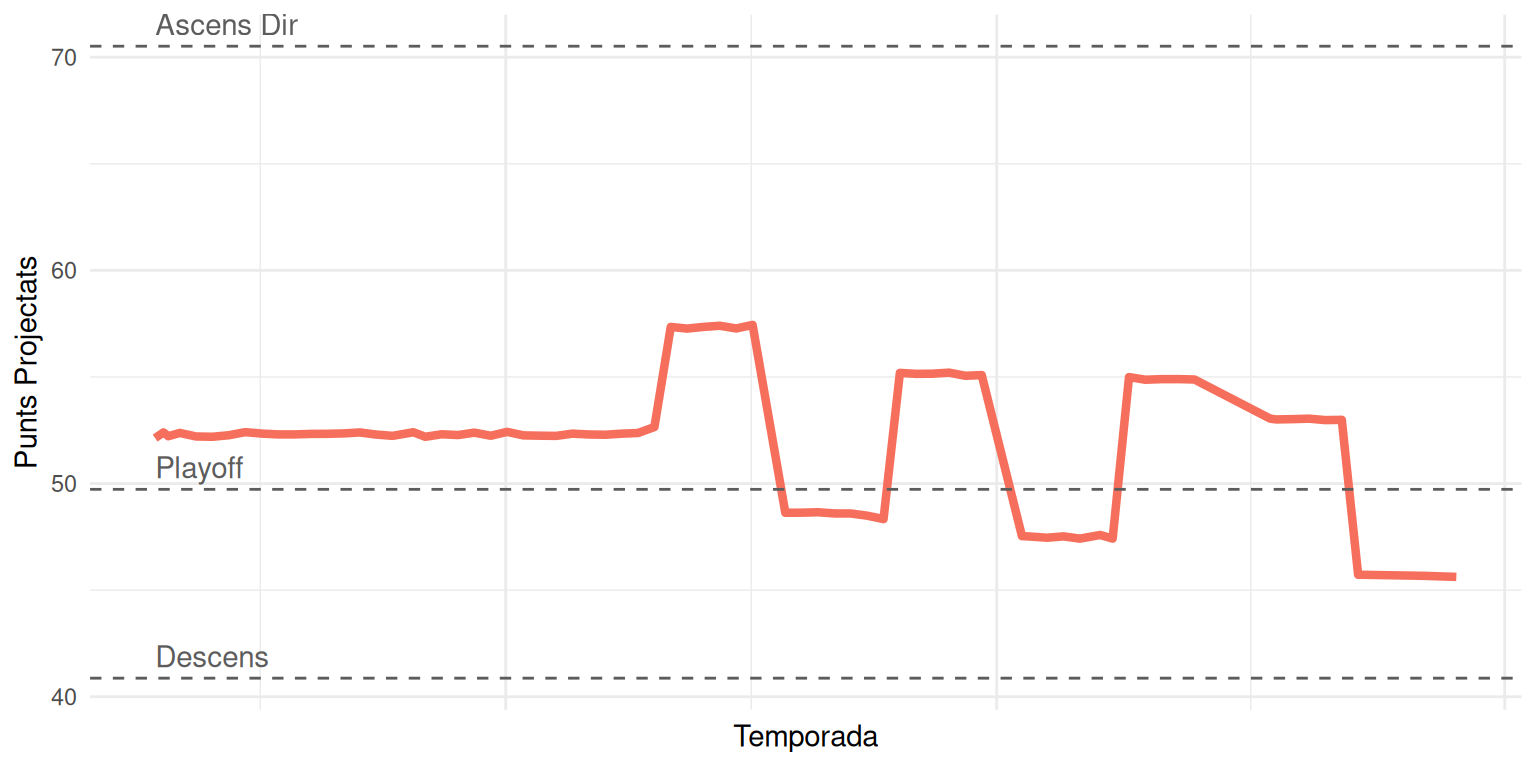 Ascens Dir
70
60
Punts Projectats
Playoff
50
Descens
40
Temporada